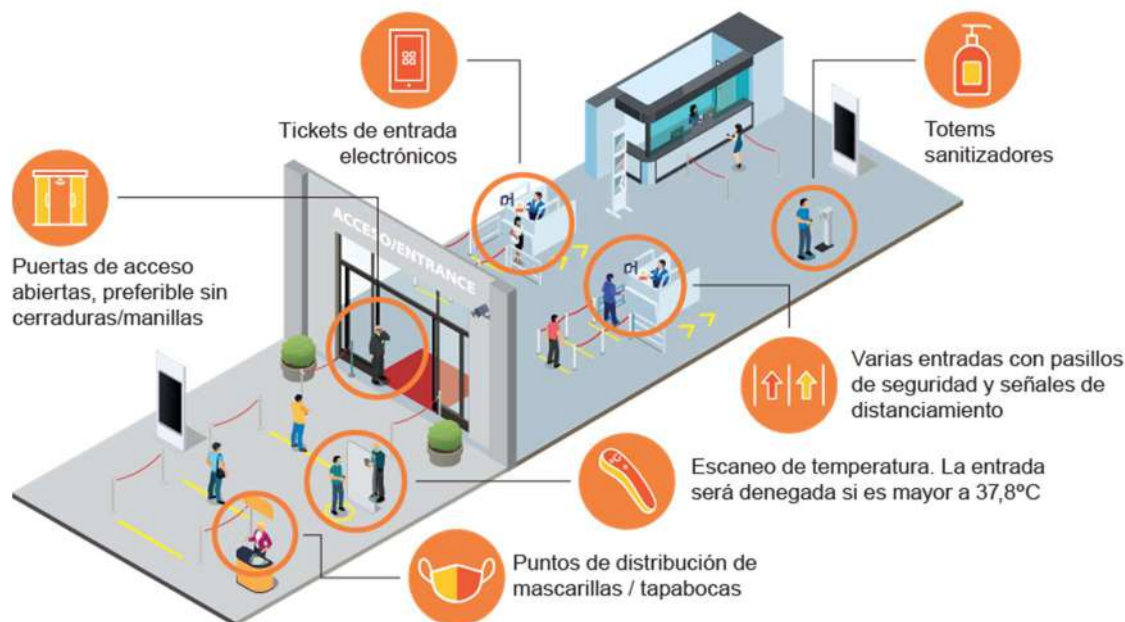 Tickets de entrada
electrónicos
Totems
sanitizadores
Puertas de acceso
abiertas, preferible sin
cerraduras/manillas
ACCESO/ENTRANCE
Varias entradas con pasillos
de seguridad y señales de
distanciamiento
Escaneo de temperatura. La entrada
será denegada si es mayor a 37,8ºC
Puntos de distribución de
mascarillas / tapabocas